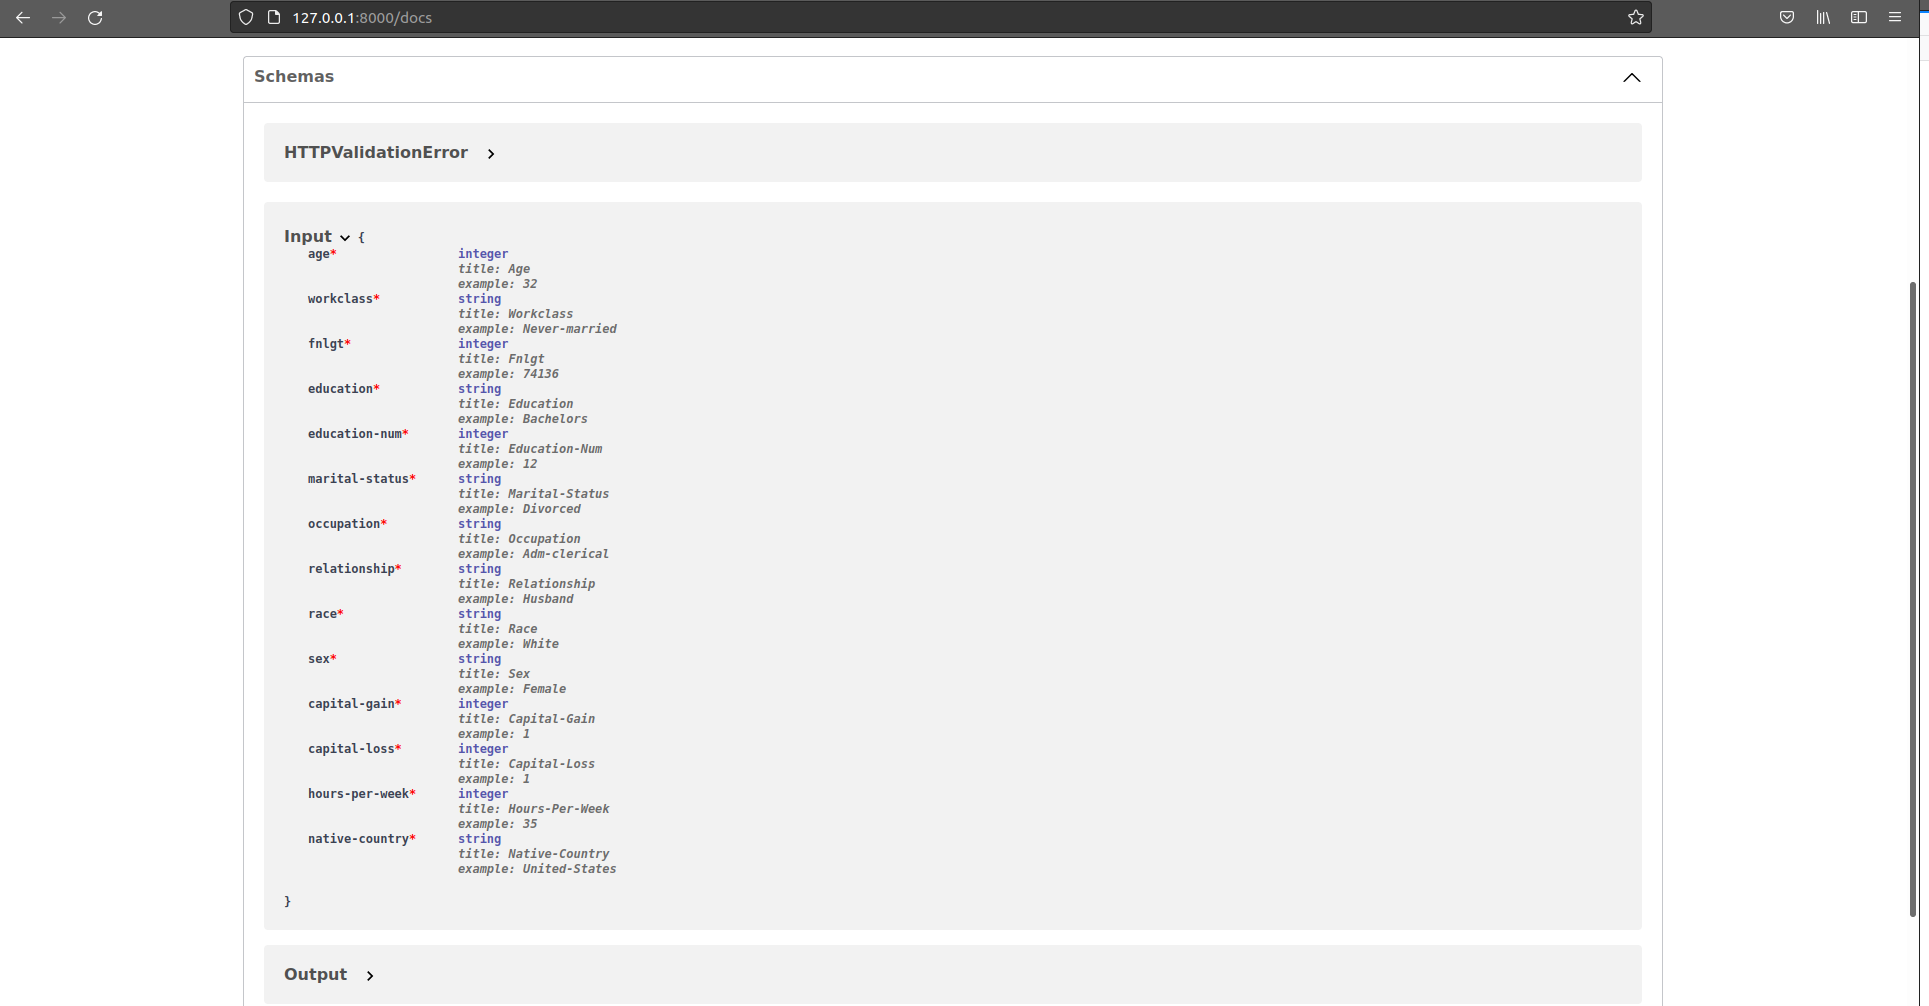 127.0.0.1:8000/docs
Schemas
HTTPValidationError
Input {
age* integer
title: Age
example: 32
workclass* string
title: Workclass
example: Never-married
fnlgt* integer
title: Fnlgt
example: 74136
education* string
title: Education
example: Bachelors
education-num* integer
title: Education-Num
example: 12
marital-status* string
title: Marital-Status
example: Divorced
occupation* string
title: Occupation
example: Adm-clerical
relationship* string
title: Relationship
example: Husband
race* string
title: Race
example: White
sex* string
title: Sex
example: Female
capital-gain* integer
title: Capital-Gain
example: 1
capital-loss* integer
title: Capital-Loss
example: 1
hours-per-week* integer
title: Hours-Per-Week
example: 35
native-country* string
title: Native-Country
example: United-States
}
Output